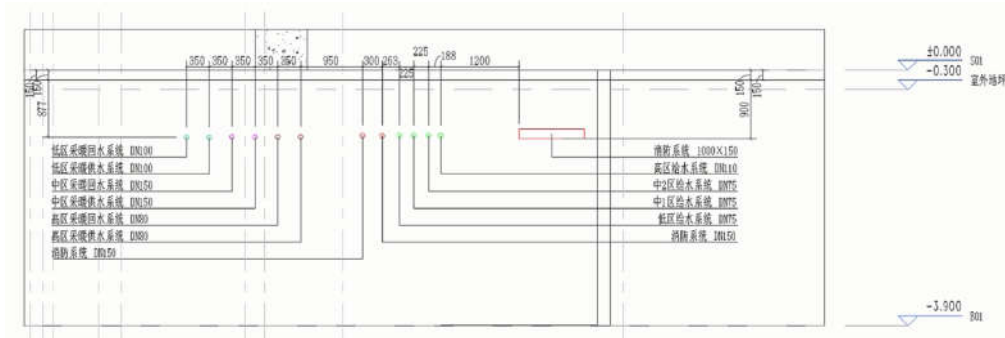 225
350 350 350 350 350 950 300 263 188 1200
225
±0.000 S01
-0.300 室外地坪
150 150 877
150 150 900
低区采暖回水系统 DN100
低区采暖供水系统 DN100
中区采暖回水系统 DN150
中区采暖供水系统 DN150
高区采暖回水系统 DN80
高区采暖供水系统 DN80
消防系统 DN150
消防系统 1000×150
高区给水系统 DN110
中2区给水系统 DN75
中1区给水系统 DN75
低区给水系统 DN75
消防系统 DN150
-3.900 B01